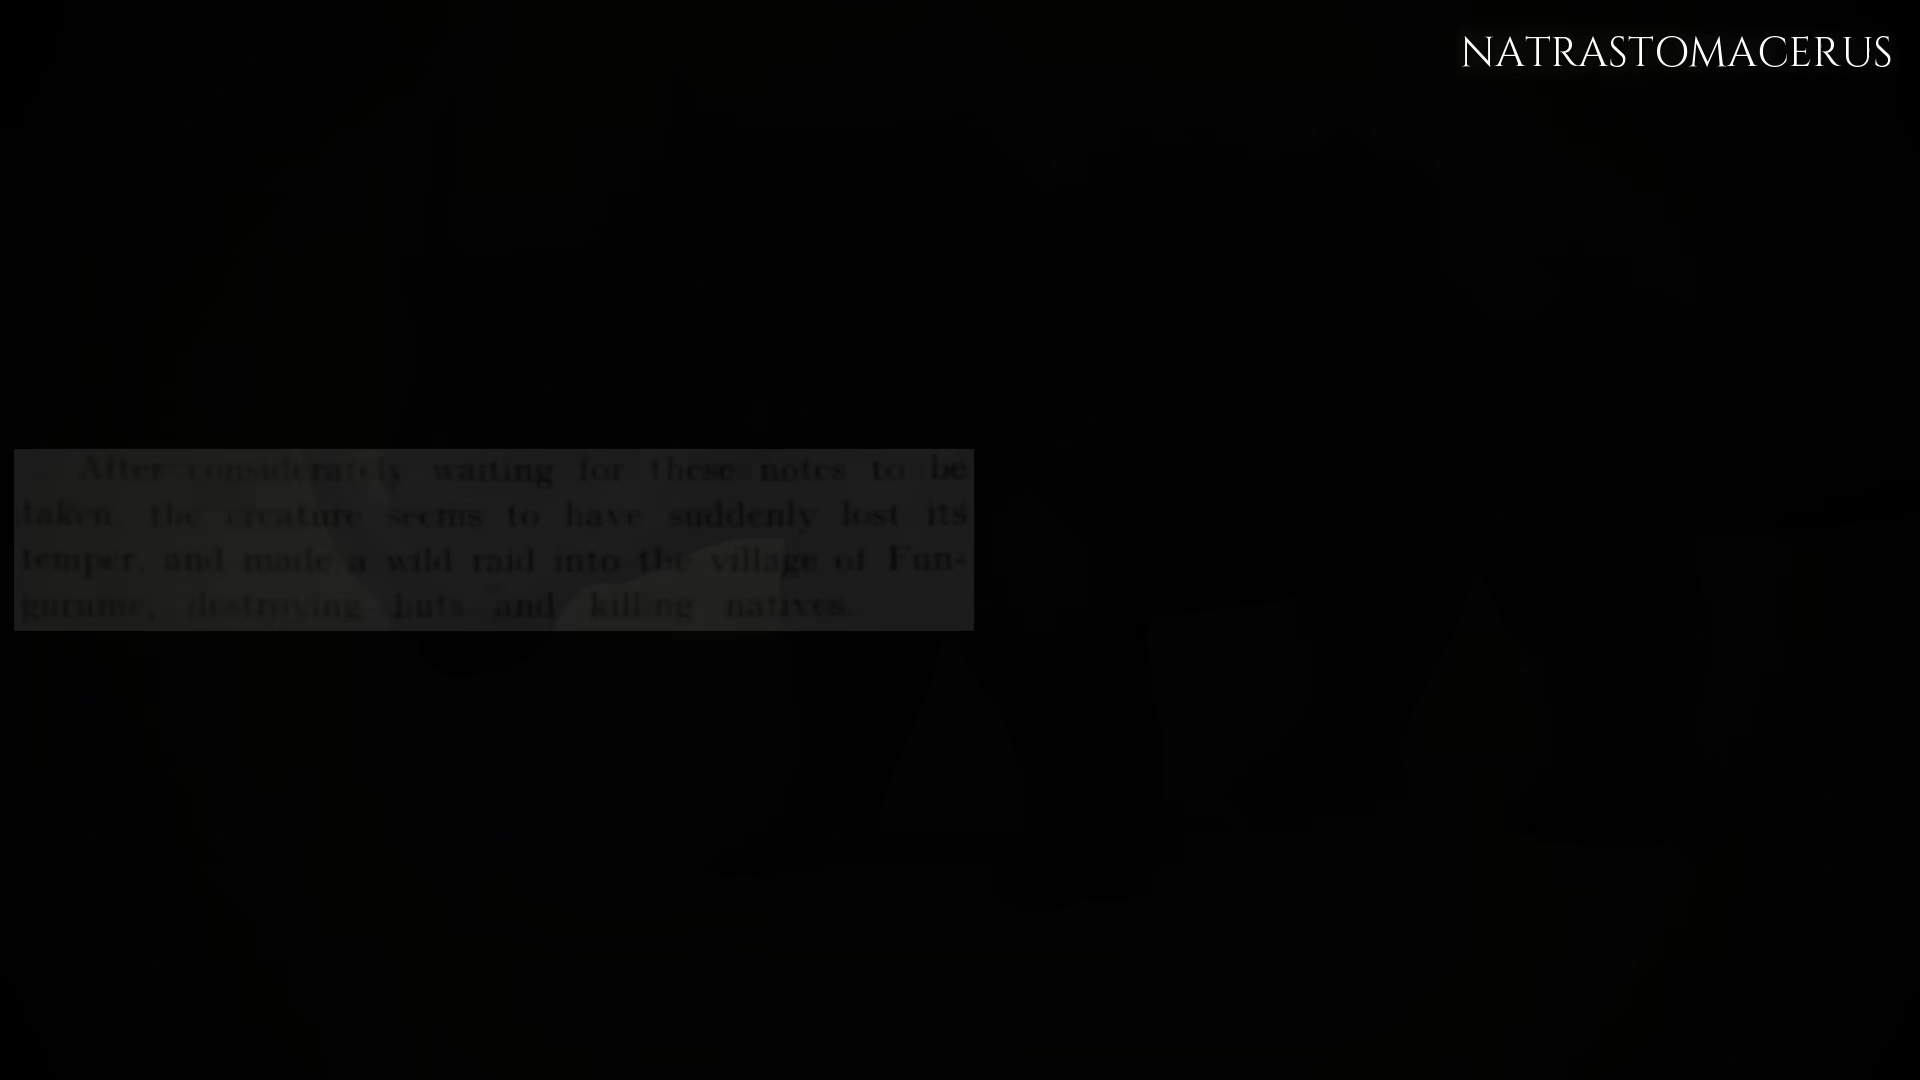 NATRASTOMACERUS
After considerately waiting for these notes to be
taken, the creature seems to have suddenly lost its
temper, and made a wild raid into the village of Fun-
gurame, destroying huts and killing natives.